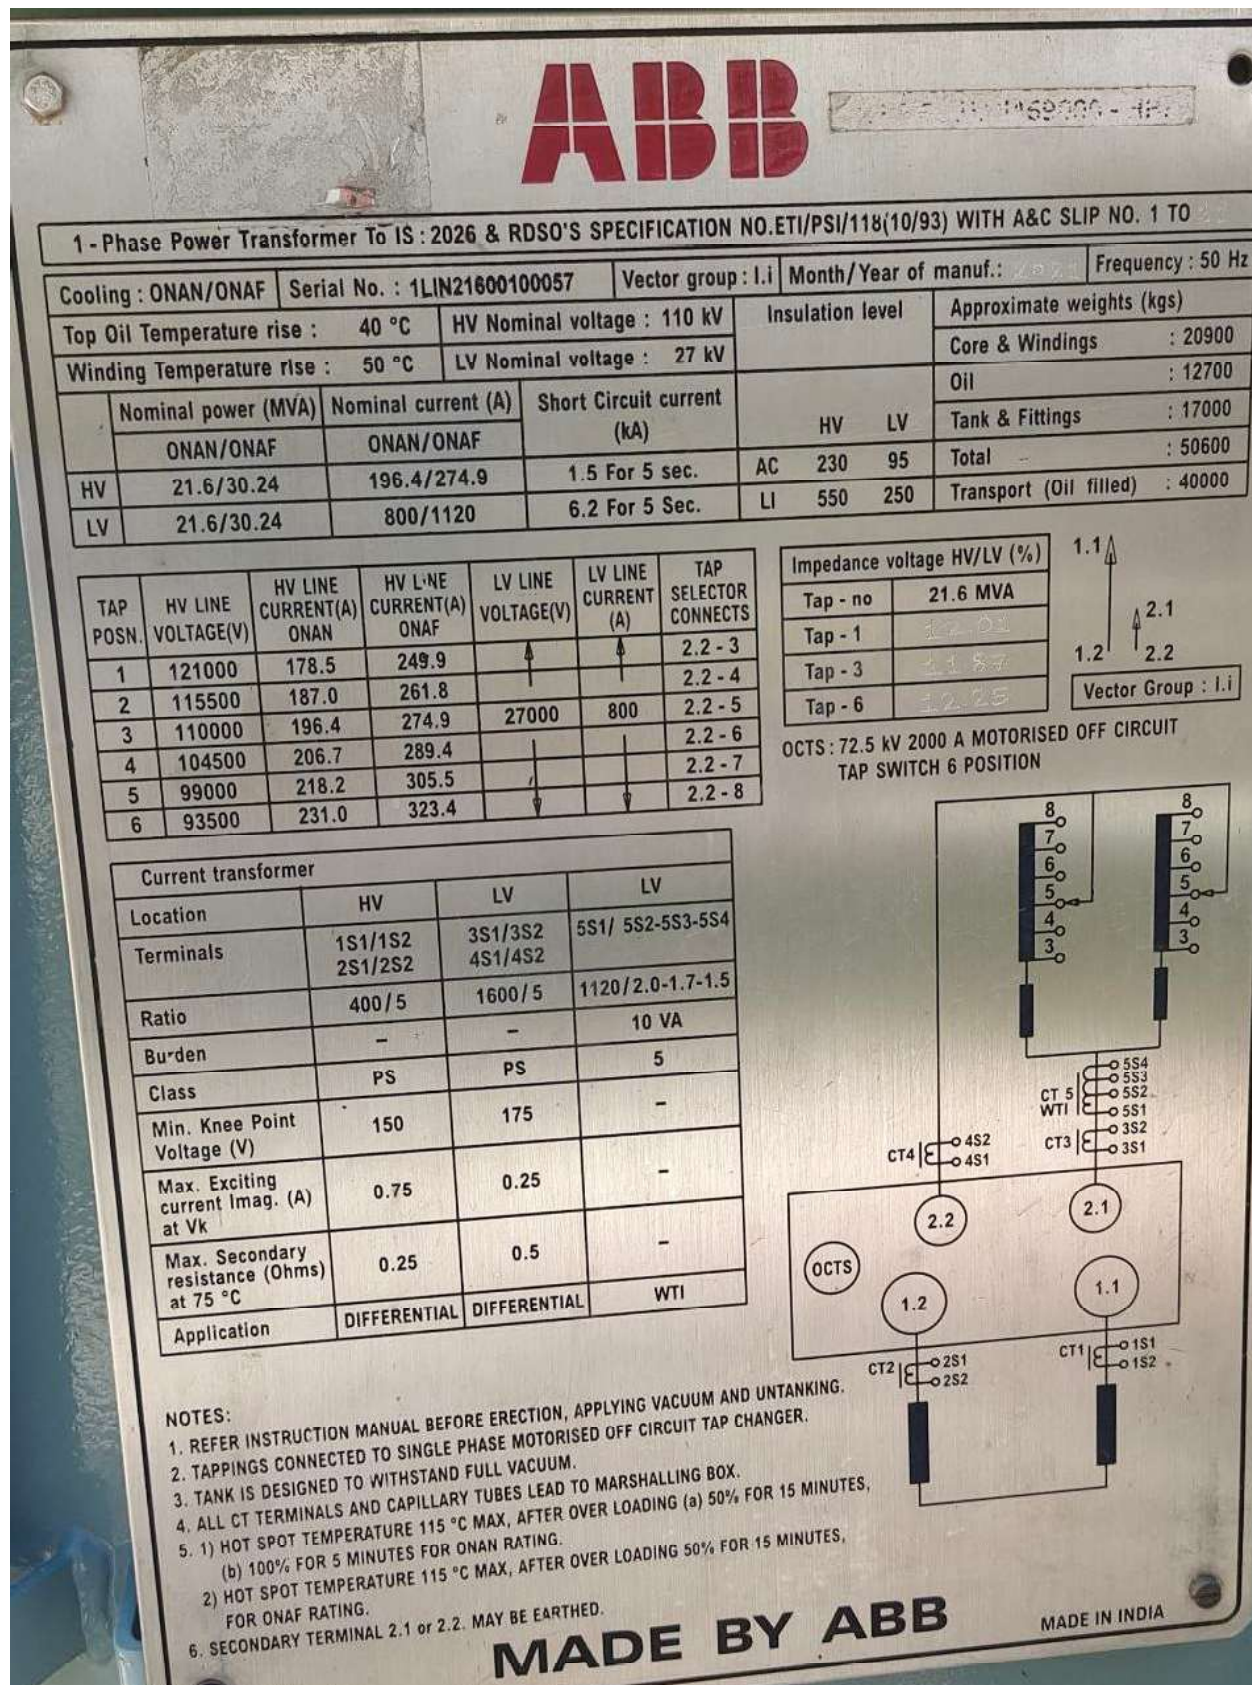 ABB
1 - Phase Power Transformer To IS : 2026 & RDSO'S SPECIFICATION NO.ETI/PSI/118(10/93) WITH A&C SLIP NO. 1 TO
Cooling : ONAN/ONAF Serial No. : 1LIN21600100057 Vector group : I.i Month/Year of manuf.: Frequency : 50 Hz
Top Oil Temperature rise : 40 °C HV Nominal voltage : 110 kV Insulation level Approximate weights (kgs)
Winding Temperature rise : 50 °C LV Nominal voltage : 27 kV Core & Windings : 20900
Oil : 12700
Nominal power (MVA) Nominal current (A) Short Circuit current (kA) HV LV Tank & Fittings : 17000
ONAN/ONAF ONAN/ONAF
HV 21.6/30.24 196.4/274.9 1.5 For 5 sec. AC 230 95 Total : 50600
LV 21.6/30.24 800/1120 6.2 For 5 Sec. LI 550 250 Transport (Oil filled) : 40000
TAP POSN. HV LINE VOLTAGE(V) HV LINE CURRENT(A) ONAN HV LINE CURRENT(A) ONAF LV LINE VOLTAGE(V) LV LINE CURRENT (A) TAP SELECTOR CONNECTS
1 121000 178.5 249.9 2.2 - 3
2 115500 187.0 261.8 2.2 - 4
3 110000 196.4 274.9 27000 800 2.2 - 5
4 104500 206.7 289.4 2.2 - 6
5 99000 218.2 305.5 2.2 - 7
6 93500 231.0 323.4 2.2 - 8
Impedance voltage HV/LV (%)
Tap - no 21.6 MVA
Tap - 1 12.01
Tap - 3 11.87
Tap - 6 12.25
1.1
2.1
1.2 2.2
Vector Group : I.i
OCTS : 72.5 kV 2000 A MOTORISED OFF CIRCUIT
TAP SWITCH 6 POSITION
Current transformer
Location HV LV LV
Terminals 1S1/1S2 3S1/3S2 5S1/ 5S2-5S3-5S4
2S1/2S2 4S1/4S2
Ratio 400/5 1600/5 1120/2.0-1.7-1.5
Burden - - 10 VA
Class PS PS 5
Min. Knee Point Voltage (V) 150 175 -
Max. Exciting current Imag. (A) at Vk 0.75 0.25 -
Max. Secondary resistance (Ohms) at 75 °C 0.25 0.5 -
Application DIFFERENTIAL DIFFERENTIAL WTI
8 8
7 7
6 6
5 5
4 4
3 3
5S4
5S3
CT 5 5S2
WTI 5S1
3S2
CT3 3S1
4S2
CT4 4S1
2.2 2.1
OCTS
1.2 1.1
CT2 2S1
2S2
CT1 1S1
1S2
NOTES:
1. REFER INSTRUCTION MANUAL BEFORE ERECTION, APPLYING VACUUM AND UNTANKING.
2. TAPPINGS CONNECTED TO SINGLE PHASE MOTORISED OFF CIRCUIT TAP CHANGER.
3. TANK IS DESIGNED TO WITHSTAND FULL VACUUM.
4. ALL CT TERMINALS AND CAPILLARY TUBES LEAD TO MARSHALLING BOX.
5. 1) HOT SPOT TEMPERATURE 115 °C MAX, AFTER OVER LOADING (a) 50% FOR 15 MINUTES,
(b) 100% FOR 5 MINUTES FOR ONAN RATING.
2) HOT SPOT TEMPERATURE 115 °C MAX, AFTER OVER LOADING 50% FOR 15 MINUTES,
FOR ONAF RATING.
6. SECONDARY TERMINAL 2.1 or 2.2. MAY BE EARTHED.
MADE BY ABB
MADE IN INDIA